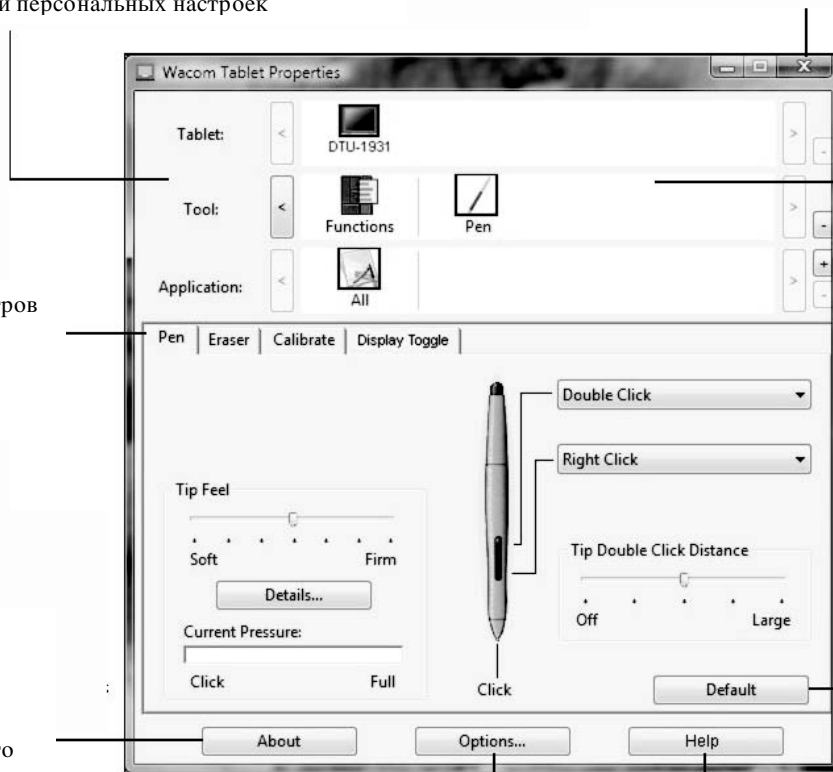 и персональных настроек
Wacom Tablet Properties
Tablet:
<
DTU-1931
>
-
Tool:
<
Functions
Pen
>
-
Application:
<
All
>
+
-
Pen
Eraser
Calibrate
Display Toggle
Double Click
Right Click
Tip Feel
Soft
Firm
Details...
Current Pressure:
Click
Full
Click
Tip Double Click Distance
Off
Large
Default
About
Options...
Help